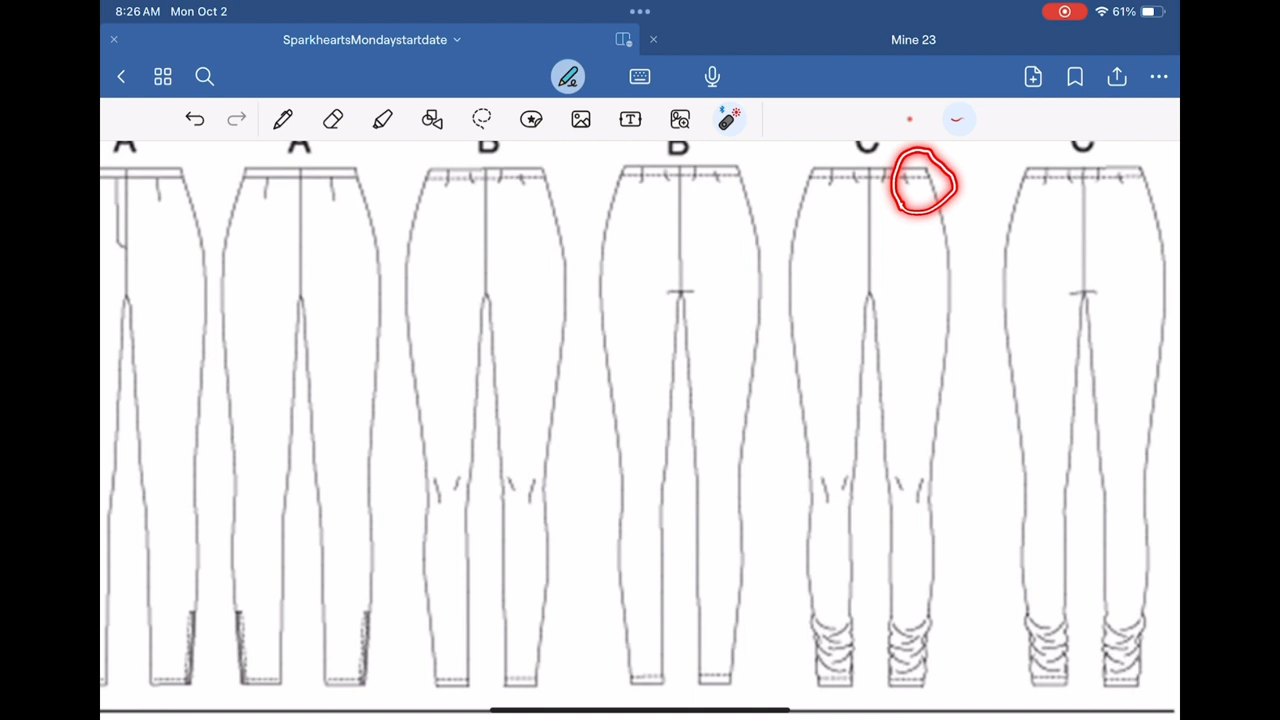 8:26 AM Mon Oct 2
61%
SparkheartsMondaystartdate
Mine 23
A A B B C C